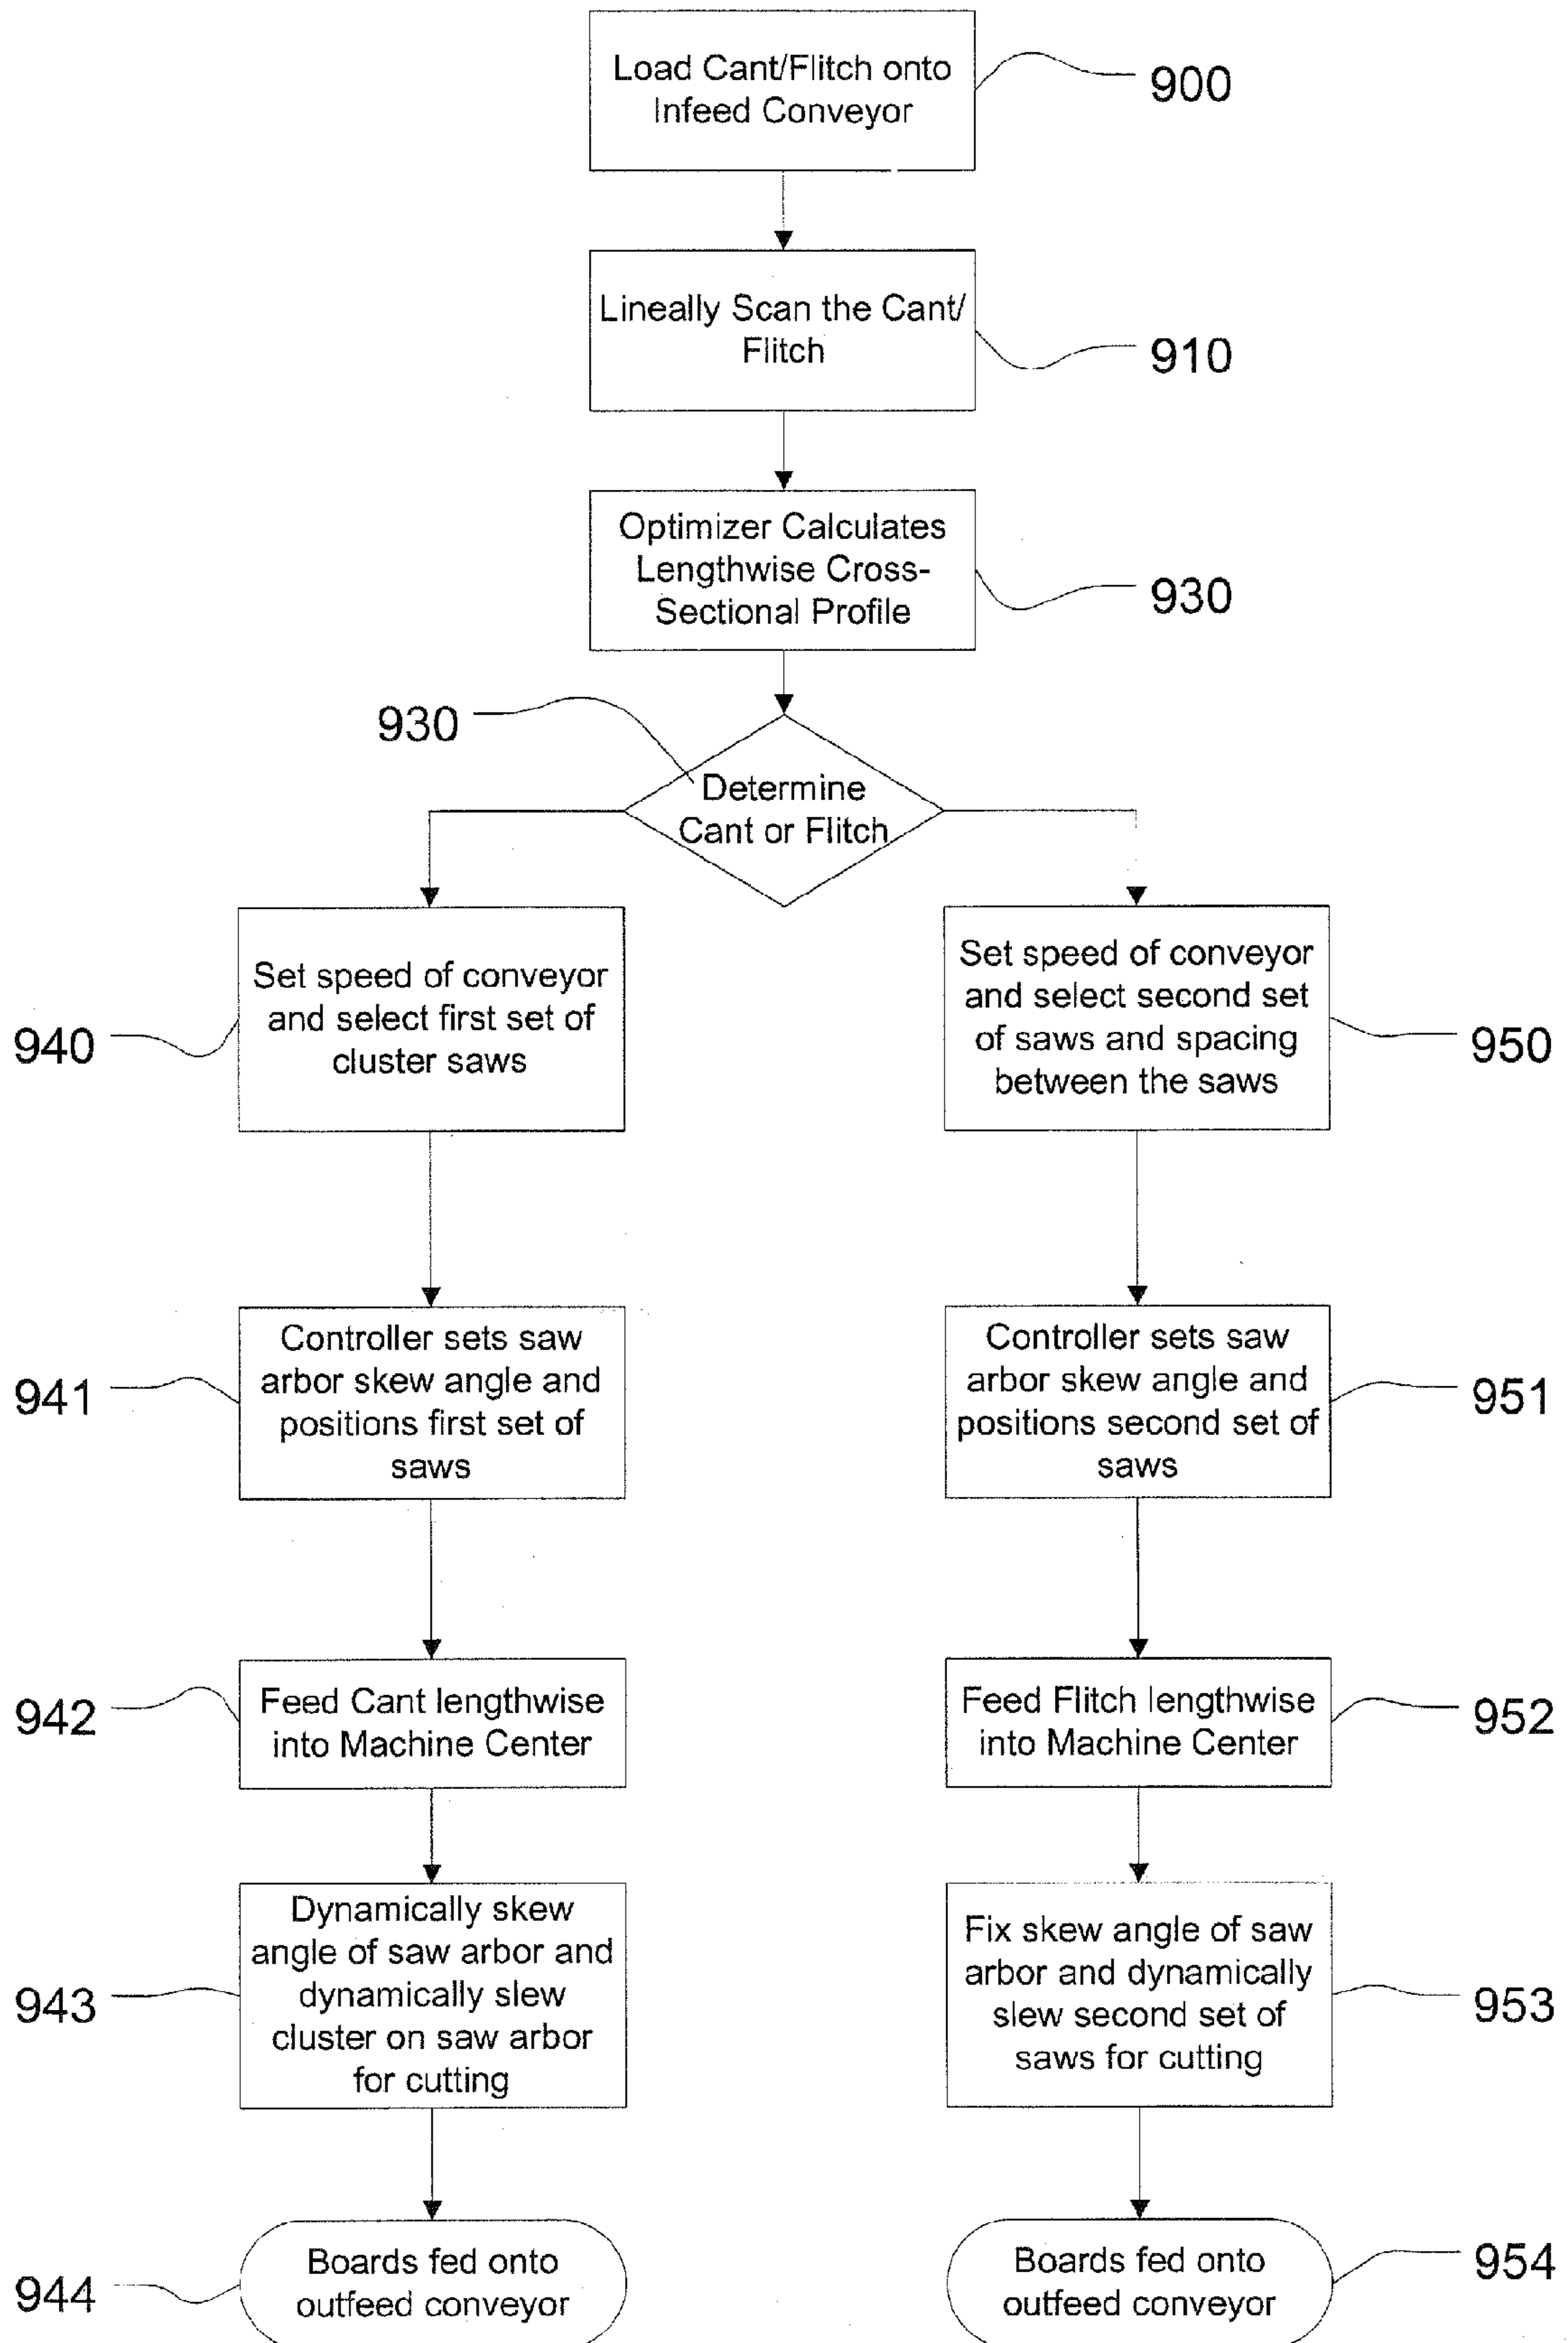 Load Cant/Flitch onto
Infeed Conveyor
900
Lineally Scan the Cant/
Flitch
910
Optimizer Calculates
Lengthwise Cross-
Sectional Profile
930
930
Determine
Cant or Flitch
Set speed of conveyor
and select first set of
cluster saws
940
Set speed of conveyor
and select second set
of saws and spacing
between the saws
950
Controller sets saw
arbor skew angle and
positions first set of
saws
941
Controller sets saw
arbor skew angle and
positions second set of
saws
951
Feed Cant lengthwise
into Machine Center
942
Feed Flitch lengthwise
into Machine Center
952
Dynamically skew
angle of saw arbor and
dynamically slew
cluster on saw arbor
for cutting
943
Fix skew angle of saw
arbor and dynamically
slew second set of
saws for cutting
953
Boards fed onto
outfeed conveyor
944
Boards fed onto
outfeed conveyor
954